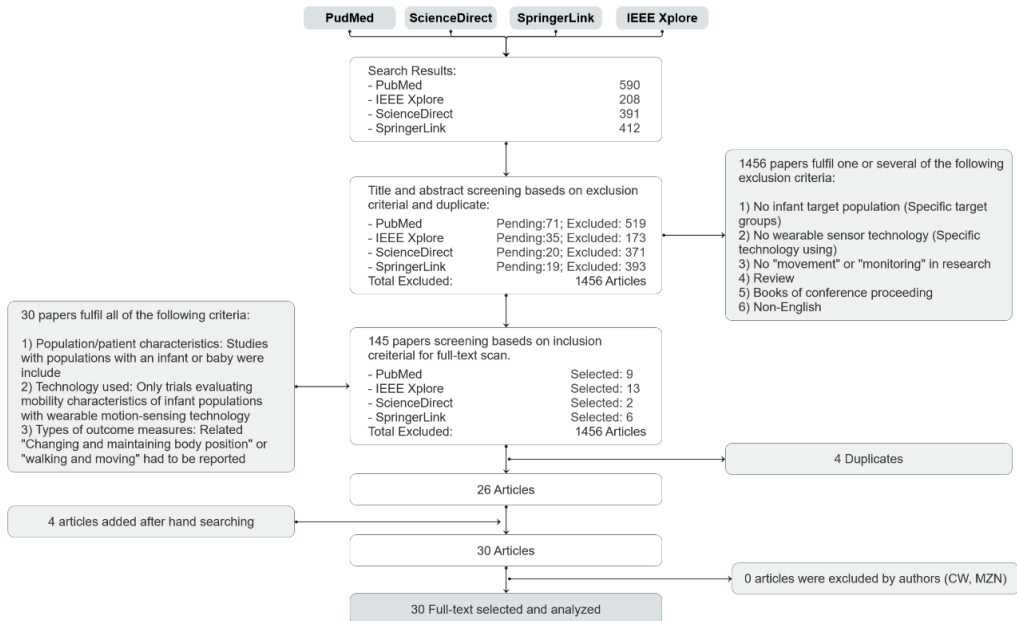 PudMed
ScienceDirect
SpringerLink
IEEE Xplore
Search Results:
- PubMed 590
- IEEE Xplore 208
- ScienceDirect 391
- SpringerLink 412
Title and abstract screening baseds on exclusion
criterial and duplicate:
- PubMed Pending:71; Excluded: 519
- IEEE Xplore Pending:35; Excluded: 173
- ScienceDirect Pending:20; Excluded: 371
- SpringerLink Pending:19; Excluded: 393
Total Excluded: 1456 Articles
1456 papers fulfil one or several of the following
exclusion criteria:
1) No infant target population (Specific target
groups)
2) No wearable sensor technology (Specific
technology using)
3) No "movement" or "monitoring" in research
4) Review
5) Books of conference proceeding
6) Non-English
30 papers fulfil all of the following criteria:
1) Population/patient characteristics: Studies
with populations with an infant or baby were
include
2) Technology used: Only trials evaluating
mobility characteristics of infant populations
with wearable motion-sensing technology
3) Types of outcome measures: Related
"Changing and maintaining body position" or
"walking and moving" had to be reported
145 papers screening baseds on inclusion
creiterial for full-text scan.
- PubMed Selected: 9
- IEEE Xplore Selected: 13
- ScienceDirect Selected: 2
- SpringerLink Selected: 6
Total Excluded: 1456 Articles
4 Duplicates
26 Articles
4 articles added after hand searching
30 Articles
0 articles were excluded by authors (CW, MZN)
30 Full-text selected and analyzed